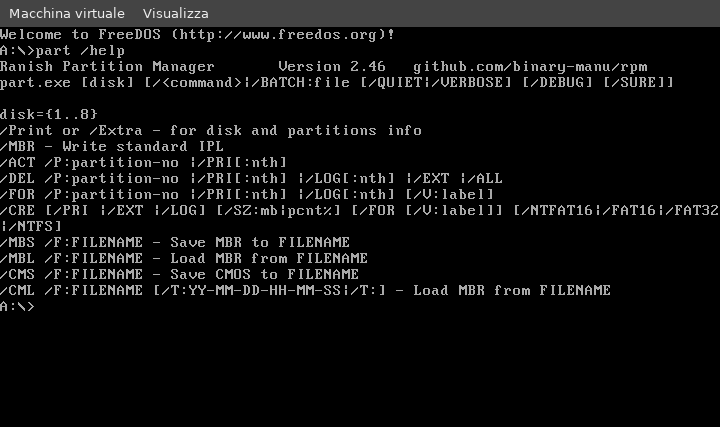 Macchina virtuale Visualizza
Welcome to FreeDOS (http://www.freedos.org)!
A:\>part /help
Ranish Partition Manager Version 2.46 github.com/binary-manu/rpm
part.exe [disk] [/<command>|/BATCH:file [/QUIET|/VERBOSE] [/DEBUG] [/SURE]]
disk={1..8}
/Print or /Extra - for disk and partitions info
/MBR - Write standard IPL
/ACT /P:partition-no |/PRI[:nth]
/DEL /P:partition-no |/PRI[:nth] |/LOG[:nth] |/EXT |/ALL
/FOR /P:partition-no |/PRI[:nth] |/LOG[:nth] [/V:label]
/CRE [/PRI |/EXT |/LOG] [/SZ:mb|pcnt%] [/FOR [/V:label]] [/NTFAT16|/FAT16|/FAT32
|/NTFS]
/MBS /F:FILENAME - Save MBR to FILENAME
/MBL /F:FILENAME - Load MBR from FILENAME
/CMS /F:FILENAME - Save CMOS to FILENAME
/CML /F:FILENAME [/T:YY-MM-DD-HH-MM-SS|/T:] - Load MBR from FILENAME
A:\>